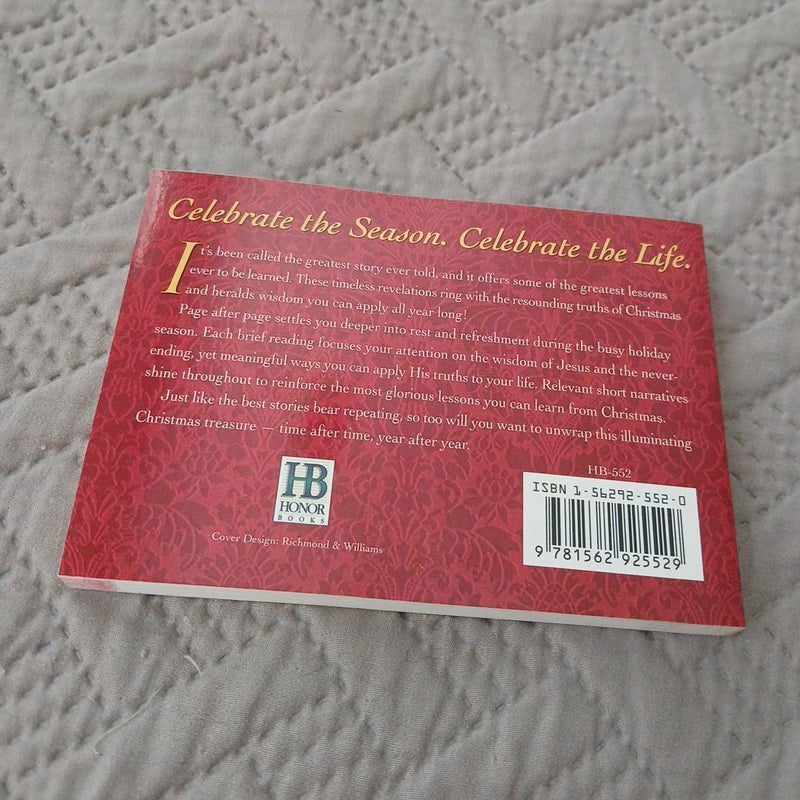 Celebrate the Season. Celebrate the Life.
It's been called the greatest story ever told, and it offers some of the greatest lessons
ever to be learned. These timeless revelations ring with the resounding truths of Christmas
and heralds wisdom you can apply all year long!
Page after page settles you deeper into rest and refreshment during the busy holiday
season. Each brief reading focuses your attention on the wisdom of Jesus and the never-
ending, yet meaningful ways you can apply His truths to your life. Relevant short narratives
shine throughout to reinforce the most glorious lessons you can learn from Christmas.
Just like the best stories bear repeating, so too will you want to unwrap this illuminating
Christmas treasure — time after time, year after year.
HB
HONOR
BOOKS
Cover Design: Richmond & Williams
HB-552
ISBN 1-56292-552-0
9 781562 925529